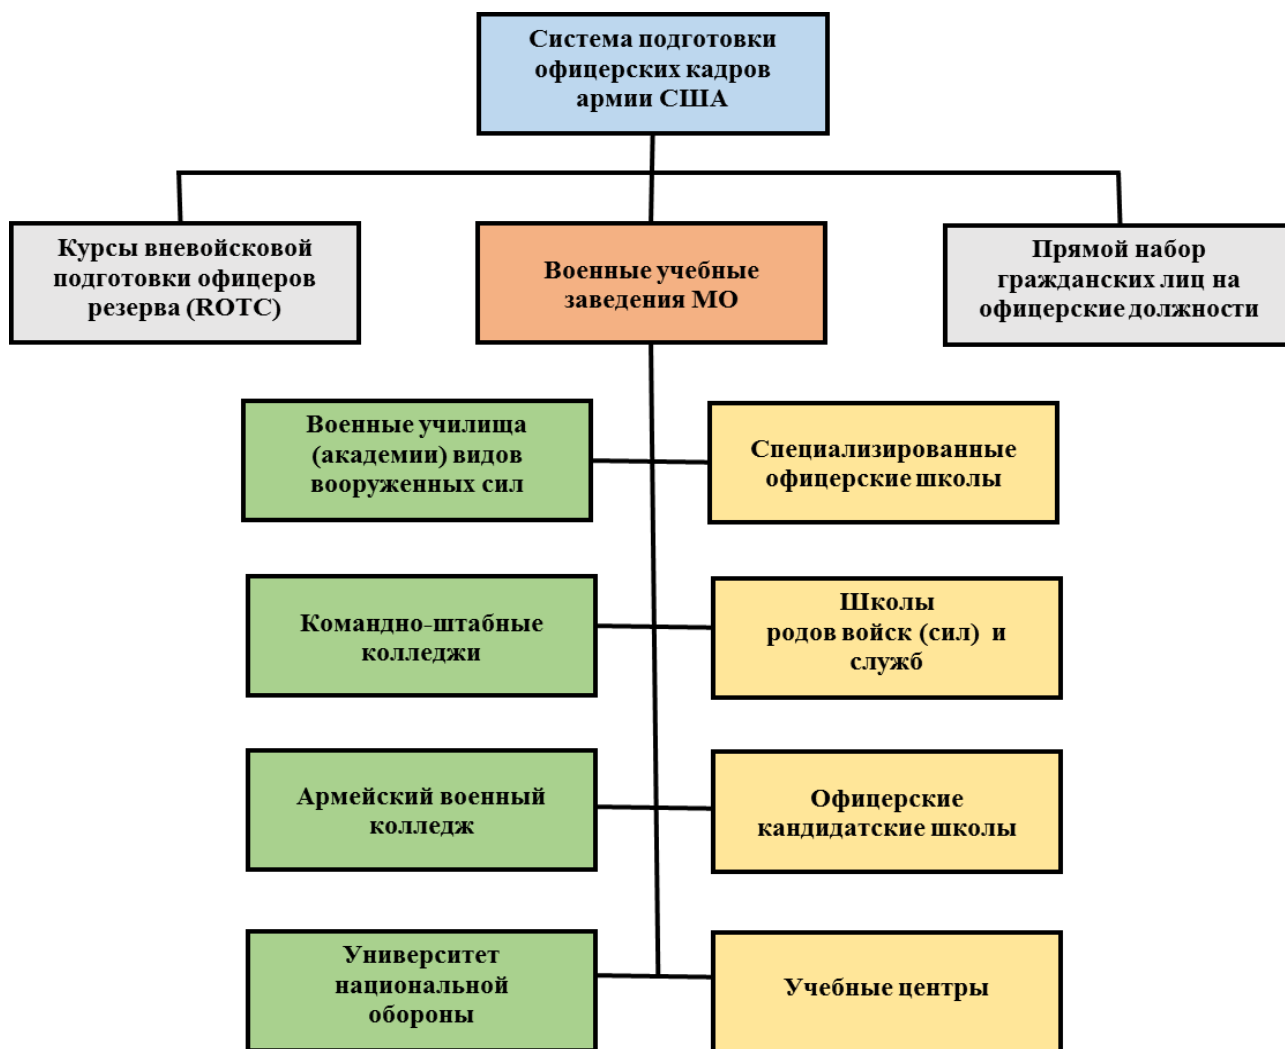 Система подготовки
офицерских кадров
армии США
Курсы вневойсковой
подготовки офицеров
резерва (ROTC)
Военные учебные
заведения МО
Прямой набор
гражданских лиц на
офицерские должности
Военные училища
(академии) видов
вооруженных сил
Специализированные
офицерские школы
Командно-штабные
колледжи
Школы
родов войск (сил) и
служб
Армейский военный
колледж
Офицерские
кандидатские школы
Университет
национальной
обороны
Учебные центры